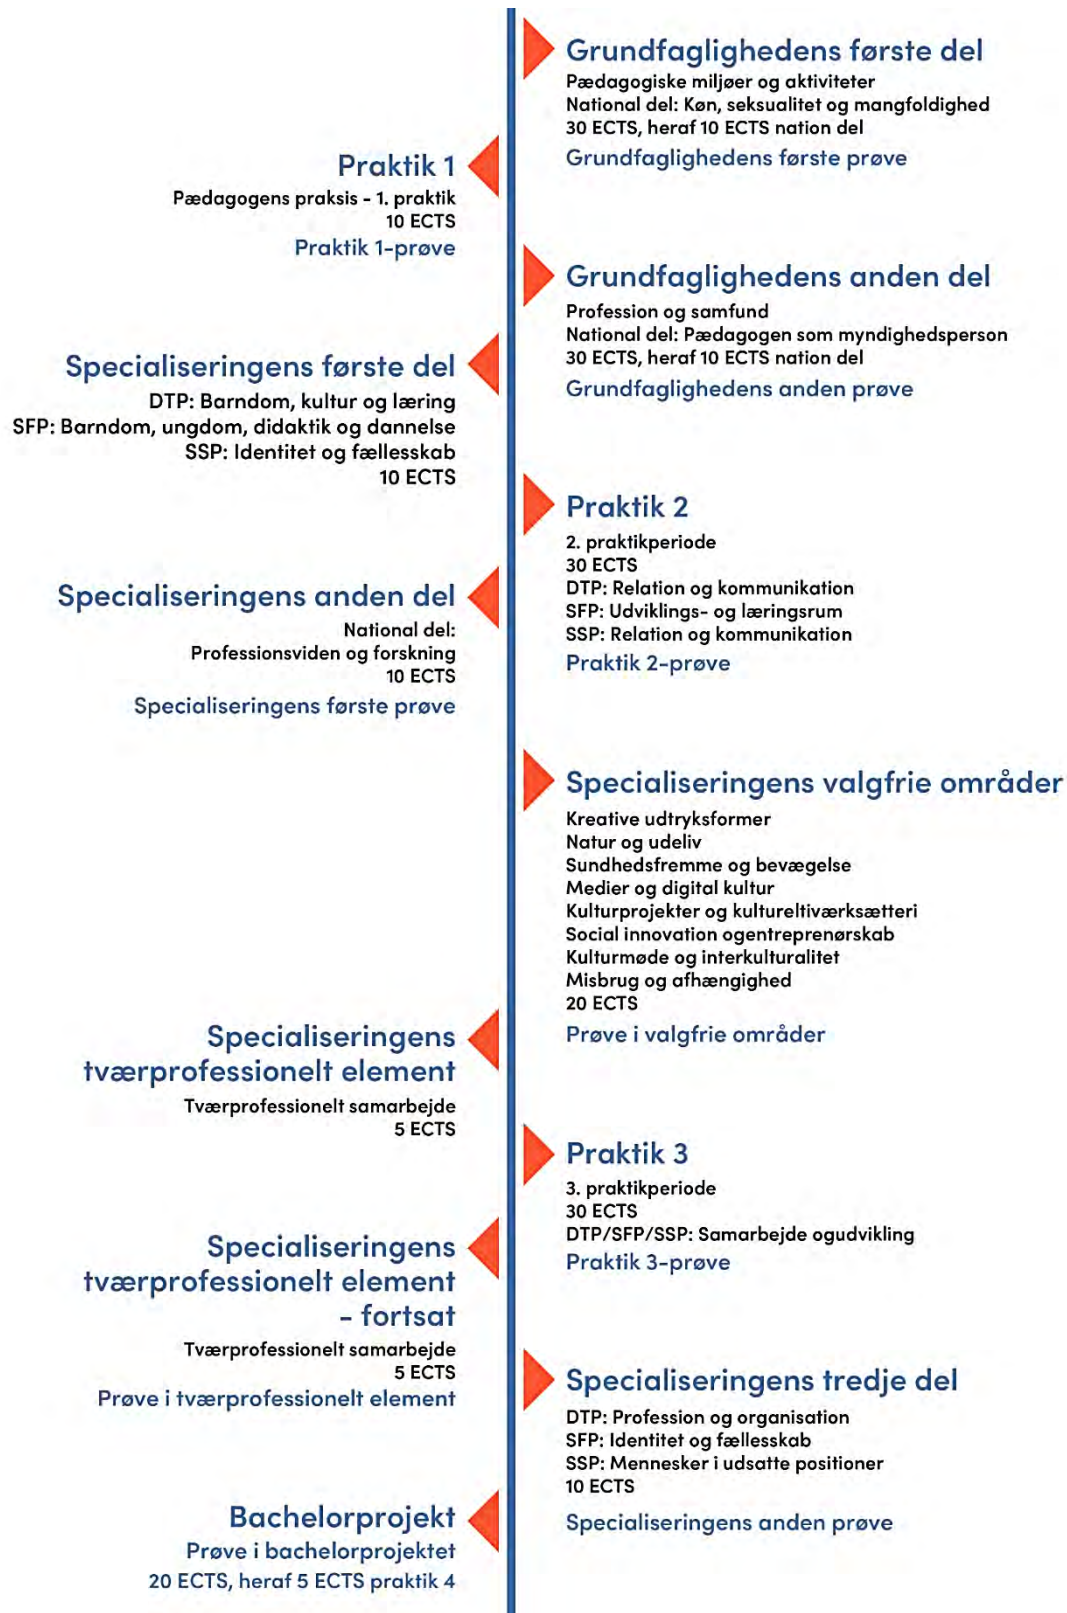 Grundfaglighedens første del
Pædagogiske miljøer og aktiviteter
National del: Køn, seksualitet og mangfoldighed
30 ECTS, heraf 10 ECTS nation del
Grundfaglighedens første prøve
Praktik 1
Pædagogens praksis - 1. praktik
10 ECTS
Praktik 1-prøve
Grundfaglighedens anden del
Profession og samfund
National del: Pædagogen som myndighedsperson
30 ECTS, heraf 10 ECTS nation del
Grundfaglighedens anden prøve
Specialiseringens første del
DTP: Barndom, kultur og læring
SFP: Barndom, ungdom, didaktik og dannelse
SSP: Identitet og fællesskab
10 ECTS
Praktik 2
2. praktikperiode
30 ECTS
DTP: Relation og kommunikation
SFP: Udviklings- og læringsrum
SSP: Relation og kommunikation
Praktik 2-prøve
Specialiseringens anden del
National del:
Professionsviden og forskning
10 ECTS
Specialiseringens første prøve
Specialiseringens valgfrie områder
Kreative udtryksformer
Natur og udeliv
Sundhedsfremme og bevægelse
Medier og digital kultur
Kulturprojekter og kultureltiværksætteri
Social innovation ogentreprenørskab
Kulturmøde og interkulturalitet
Misbrug og afhængighed
20 ECTS
Prøve i valgfrie områder
Specialiseringens
tværprofessionelt element
Tværprofessionelt samarbejde
5 ECTS
Praktik 3
3. praktikperiode
30 ECTS
DTP/SFP/SSP: Samarbejde ogudvikling
Praktik 3-prøve
Specialiseringens
tværprofessionelt element
- fortsat
Tværprofessionelt samarbejde
5 ECTS
Prøve i tværprofessionelt element
Specialiseringens tredje del
DTP: Profession og organisation
SFP: Identitet og fællesskab
SSP: Mennesker i udsatte positioner
10 ECTS
Specialiseringens anden prøve
Bachelorprojekt
Prøve i bachelorprojektet
20 ECTS, heraf 5 ECTS praktik 4